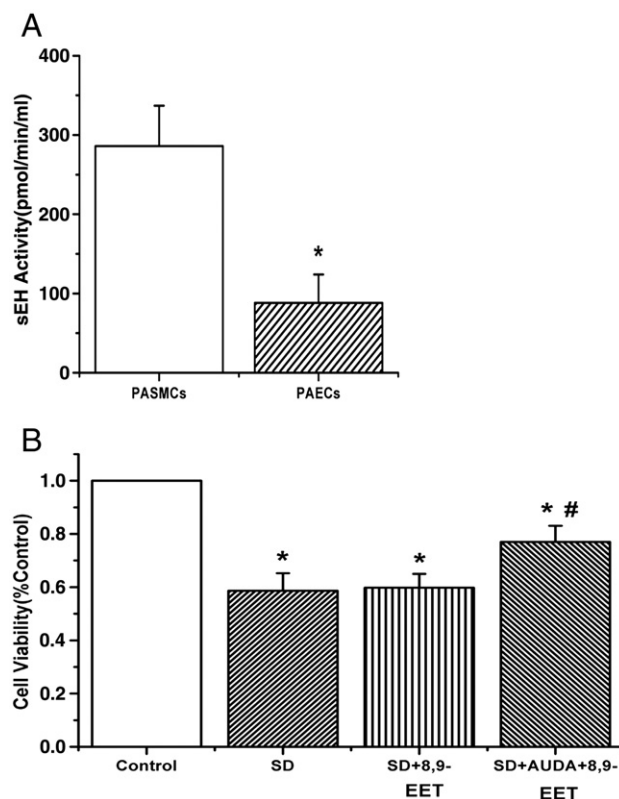 A
sEH Activity(pmol/min/ml)
400
300
200
100
0
*
PASMCs PAECs
B
Cell Viability(%Control)
1.0
0.8
0.6
0.4
0.2
0.0
*
*
* #
Control SD SD+8,9- SD+AUDA+8,9-
EET EET